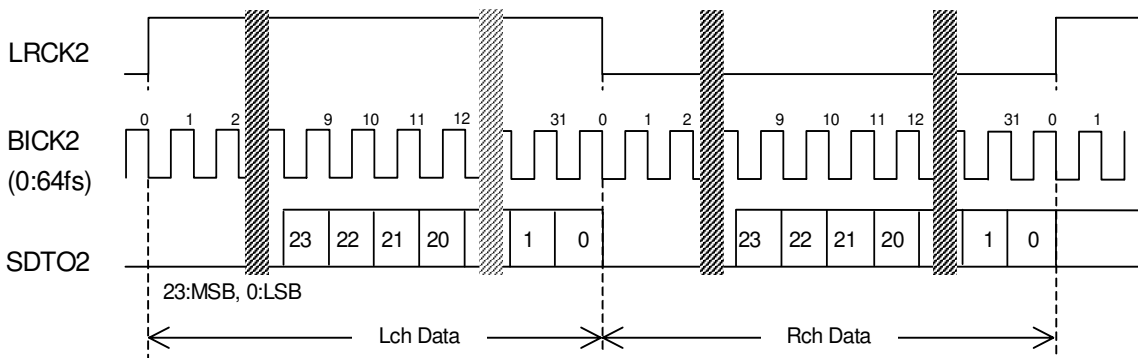 LRCK2
BICK2
(0:64fs)
0 1 2 9 10 11 12 31 0 1 2 9 10 11 12 31 0 1
SDTO2
23 22 21 20 1 0 23 22 21 20 1 0
23:MSB, 0:LSB
Lch Data Rch Data